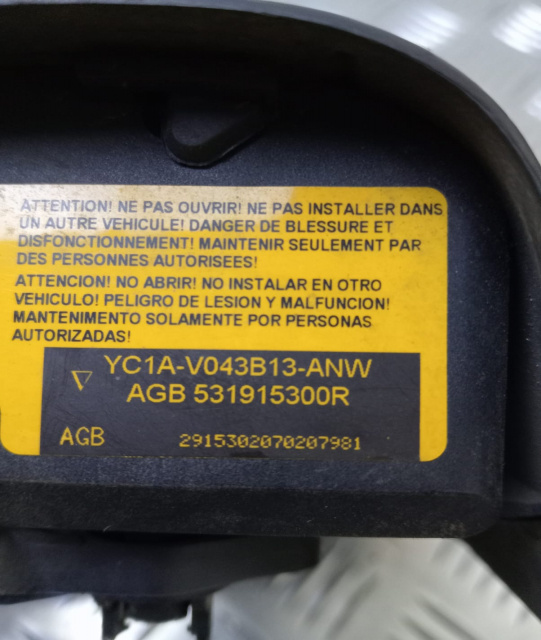 ATTENTION! NE PAS OUVRIR! NE PAS INSTALLER DANS
UN AUTRE VEHICULE! DANGER DE BLESSURE ET
DISFONCTIONNEMENT! MAINTENIR SEULEMENT PAR
DES PERSONNES AUTORISEES!
ATTENCION! NO ABRIR! NO INSTALAR EN OTRO
VEHICULO! PELIGRO DE LESION Y MALFUNCION!
MANTENIMENTO SOLAMENTE POR PERSONAS
AUTORIZADAS!
YC1A-V043B13-ANW
AGB 531915300R
AGB 2915302070207981